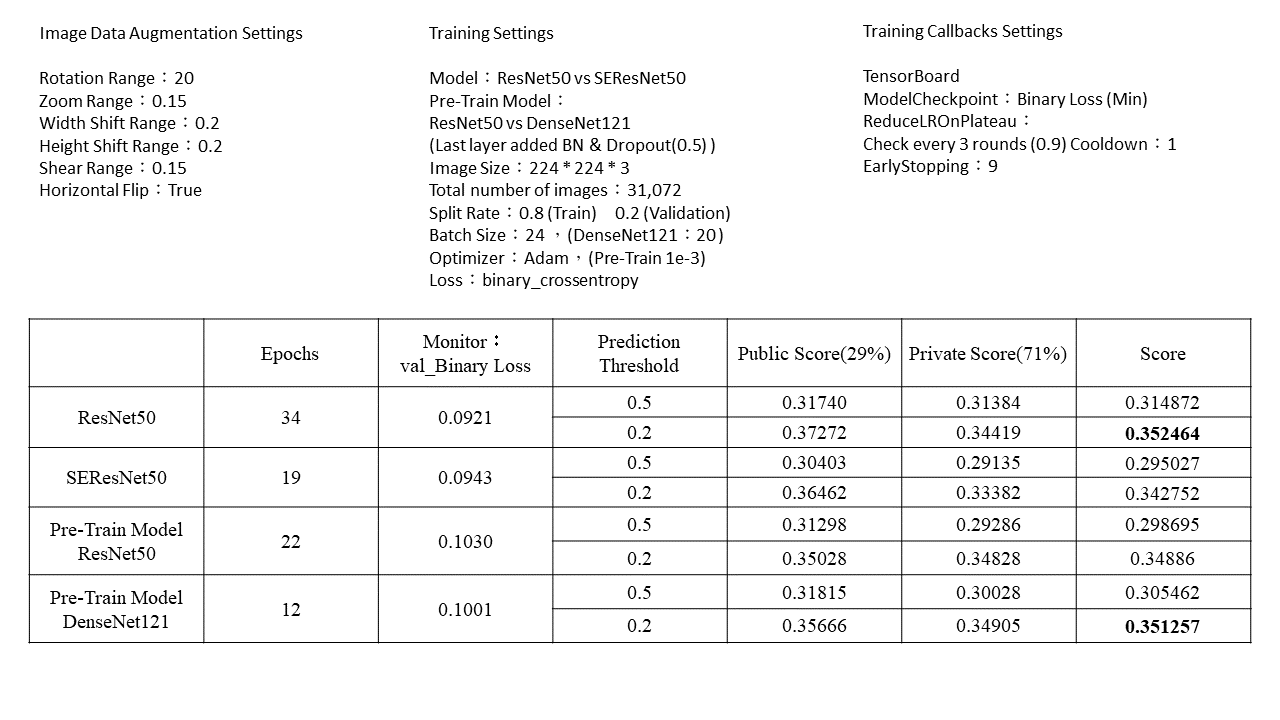 Image Data Augmentation Settings
Rotation Range：20
Zoom Range：0.15
Width Shift Range：0.2
Height Shift Range：0.2
Shear Range：0.15
Horizontal Flip：True
Training Settings
Model：ResNet50 vs SEResNet50
Pre-Train Model：
ResNet50 vs DenseNet121
(Last layer added BN & Dropout(0.5) )
Image Size：224 * 224 * 3
Total number of images：31,072
Split Rate：0.8 (Train) 0.2 (Validation)
Batch Size：24 ，(DenseNet121：20 )
Optimizer：Adam，(Pre-Train 1e-3)
Loss：binary_crossentropy
Training Callbacks Settings
TensorBoard
ModelCheckpoint：Binary Loss (Min)
ReduceLROnPlateau：
Check every 3 rounds (0.9) Cooldown：1
EarlyStopping：9
Epochs Monitor： val_Binary Loss Prediction Threshold Public Score(29%) Private Score(71%) Score
ResNet50 34 0.0921 0.5 0.31740 0.31384 0.314872
0.2 0.37272 0.34419 0.352464
SEResNet50 19 0.0943 0.5 0.30403 0.29135 0.295027
0.2 0.36462 0.33382 0.342752
Pre-Train Model ResNet50 22 0.1030 0.5 0.31298 0.29286 0.298695
0.2 0.35028 0.34828 0.34886
Pre-Train Model DenseNet121 12 0.1001 0.5 0.31815 0.30028 0.305462
0.2 0.35666 0.34905 0.351257